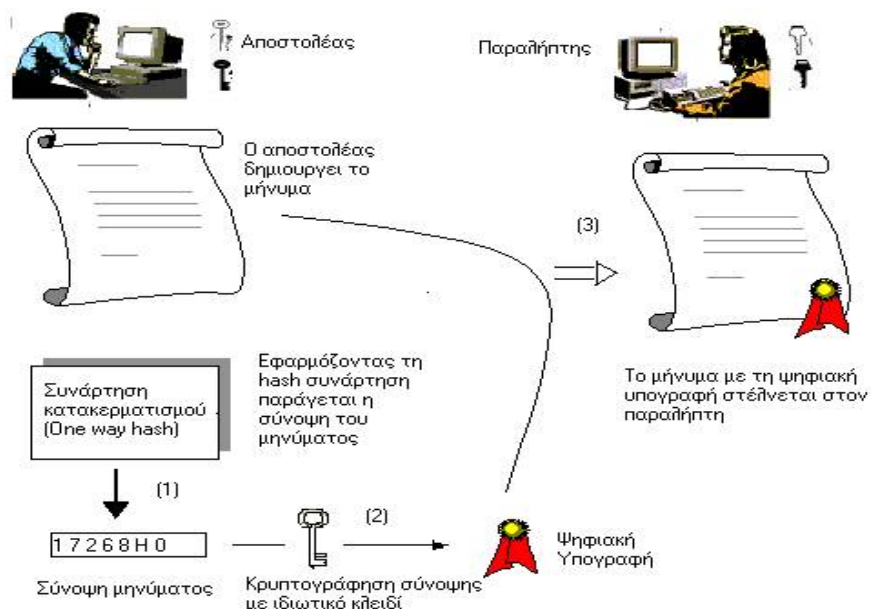 Αποστολέας
Παραλήπτης
Ο αποστολέας
δημιουργει το
μήνυμα
(3)
Συνάρτηση
κατακερματισμού
(One way hash)
Εφαρμόζοντας τη
hash συνάρτηση
παράγεται η
σύνοψη του
μηνύματος
Το μήνυμα με τη ψηφιακή
υπογραφή στέλνεται στον
παραλήπτη
(1)
17268H0
(2)
Σύνοψη μηνύματος
Κρυπτογράφηση σύνοψης
με ιδιωτικό κλειδί
Ψηφιακή
Υπογραφή